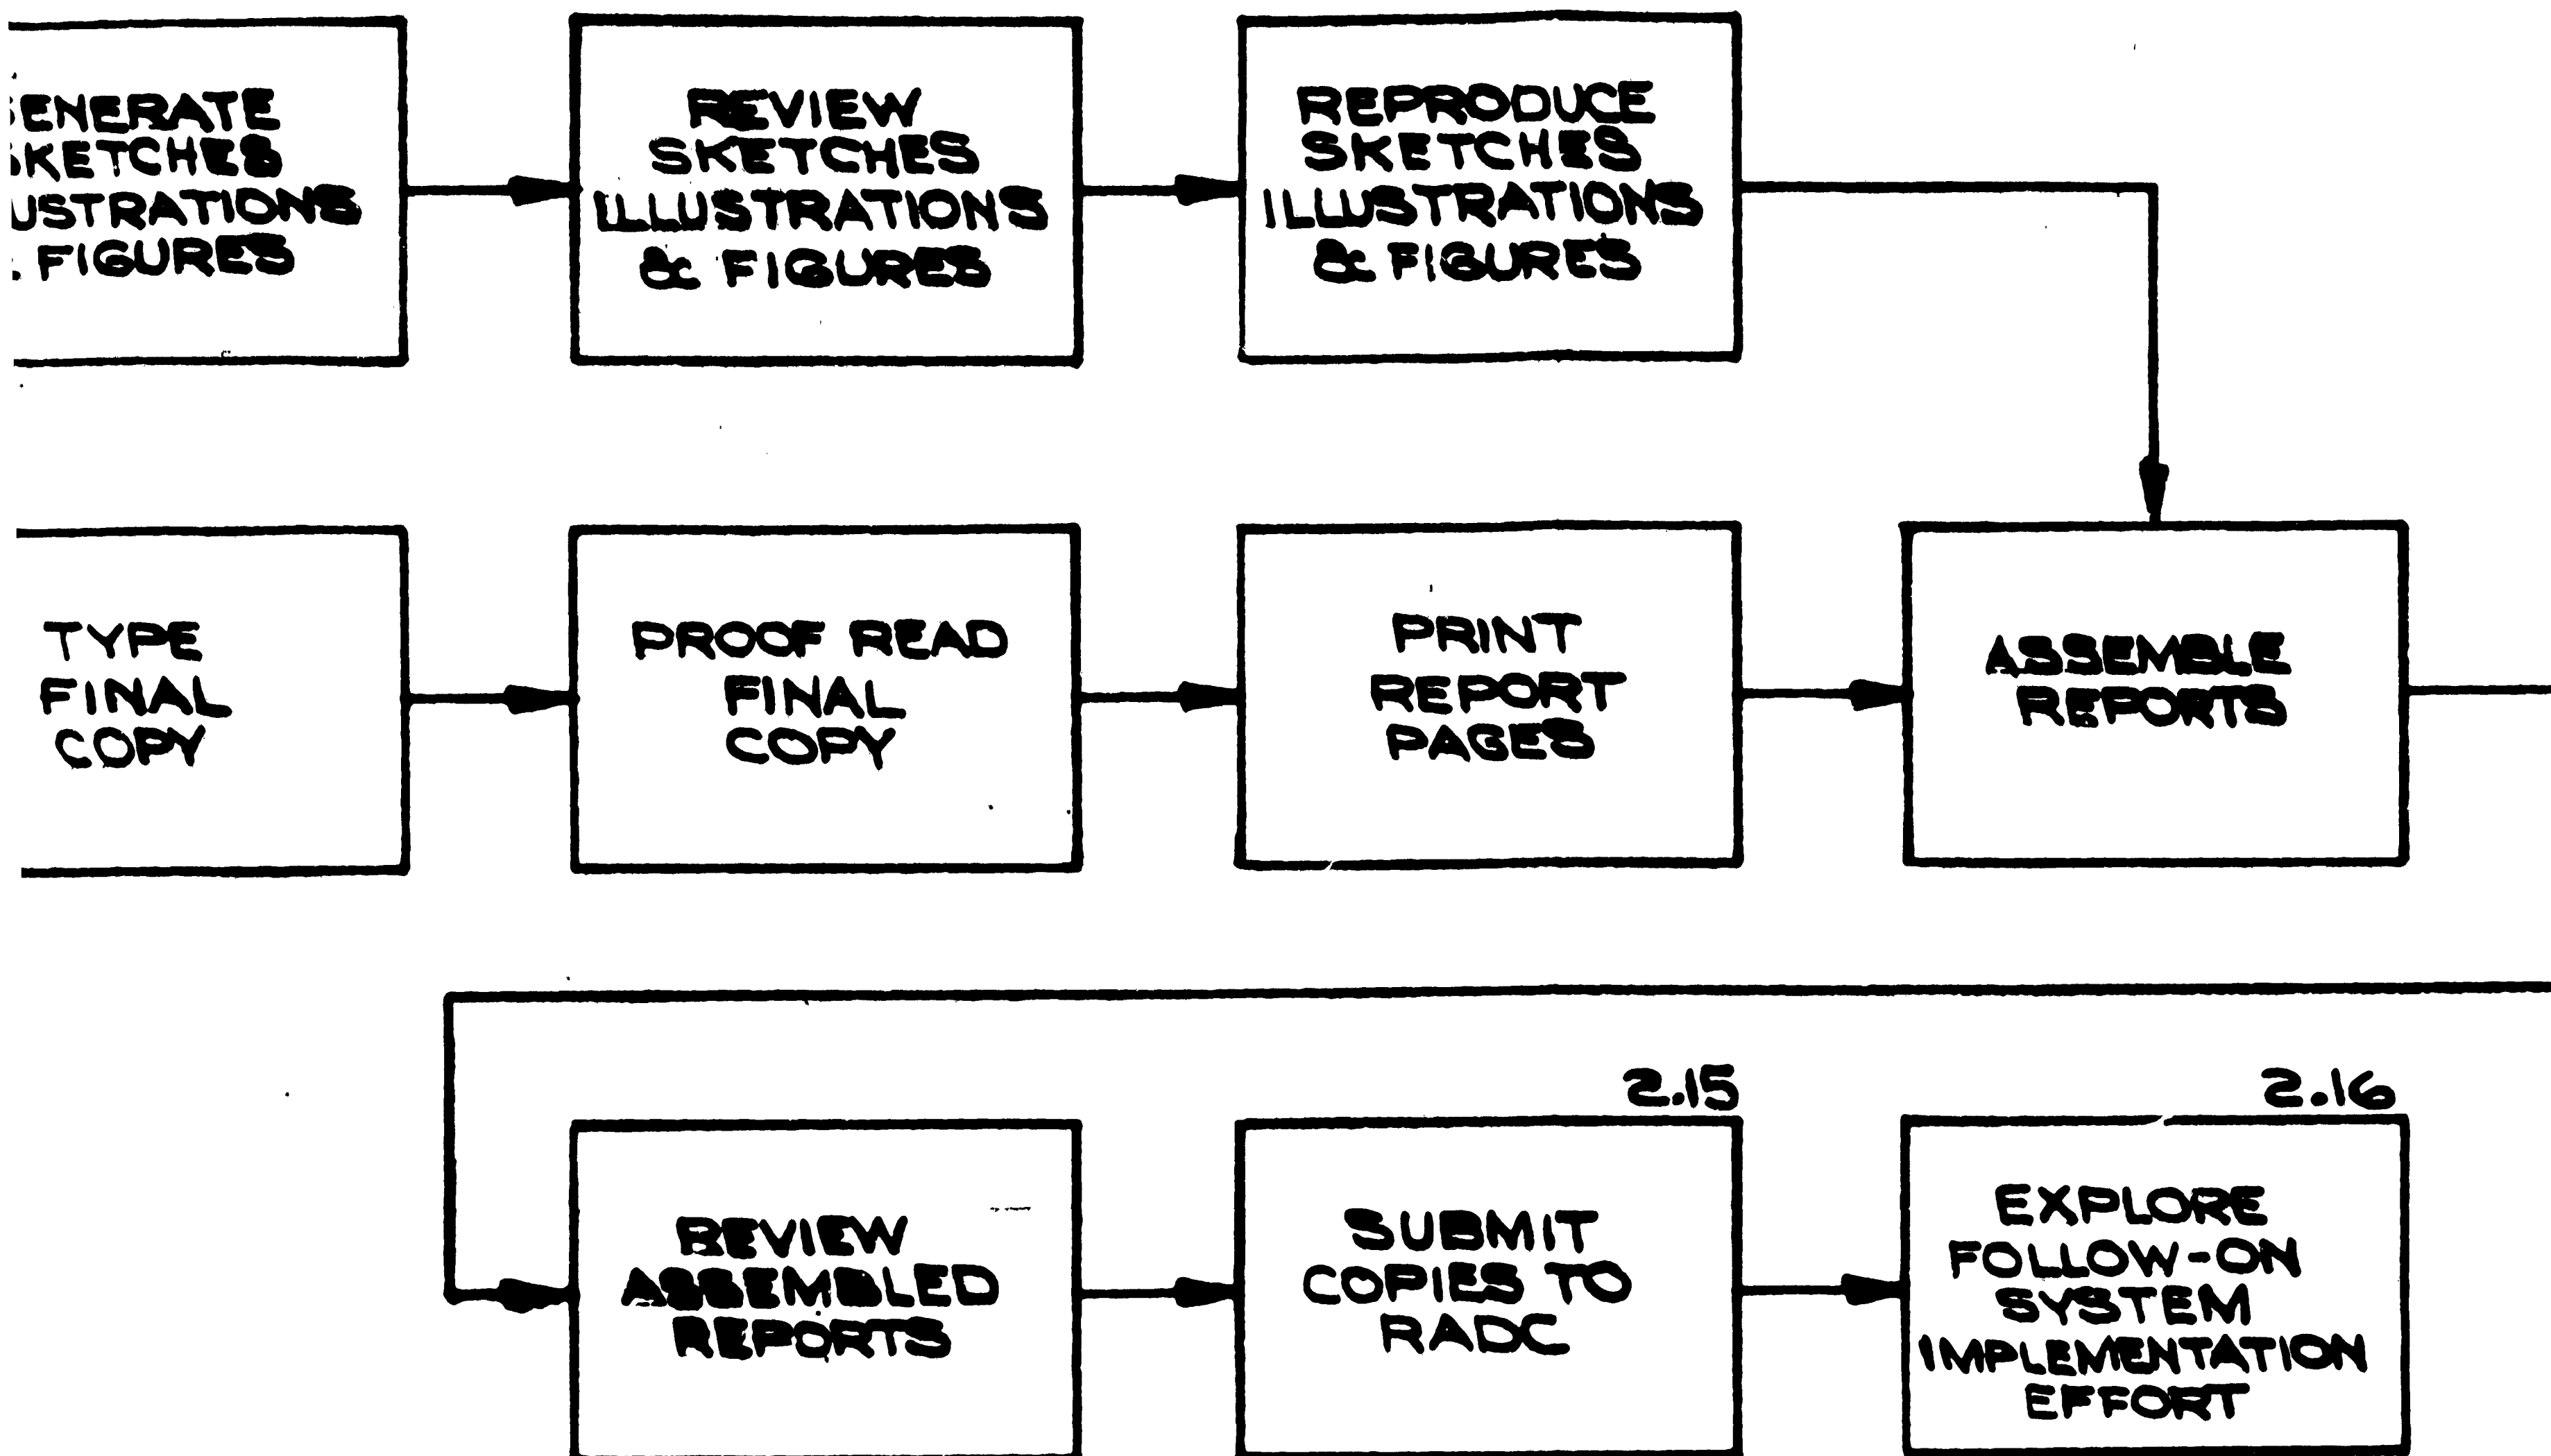 ENERATE
SKETCHES
USTRATIONS
FIGURES
REVIEW
SKETCHES
ILLUSTRATIONS
& FIGURES
REPRODUCE
SKETCHES
ILLUSTRATIONS
& FIGURES
TYPE
FINAL
COPY
PROOF READ
FINAL
COPY
PRINT
REPORT
PAGES
ASSEMBLE
REPORTS
REVIEW
ASSEMBLED
REPORTS
2.15
SUBMIT
COPIES TO
RADC
2.16
EXPLORE
FOLLOW-ON
SYSTEM
IMPLEMENTATION
EFFORT